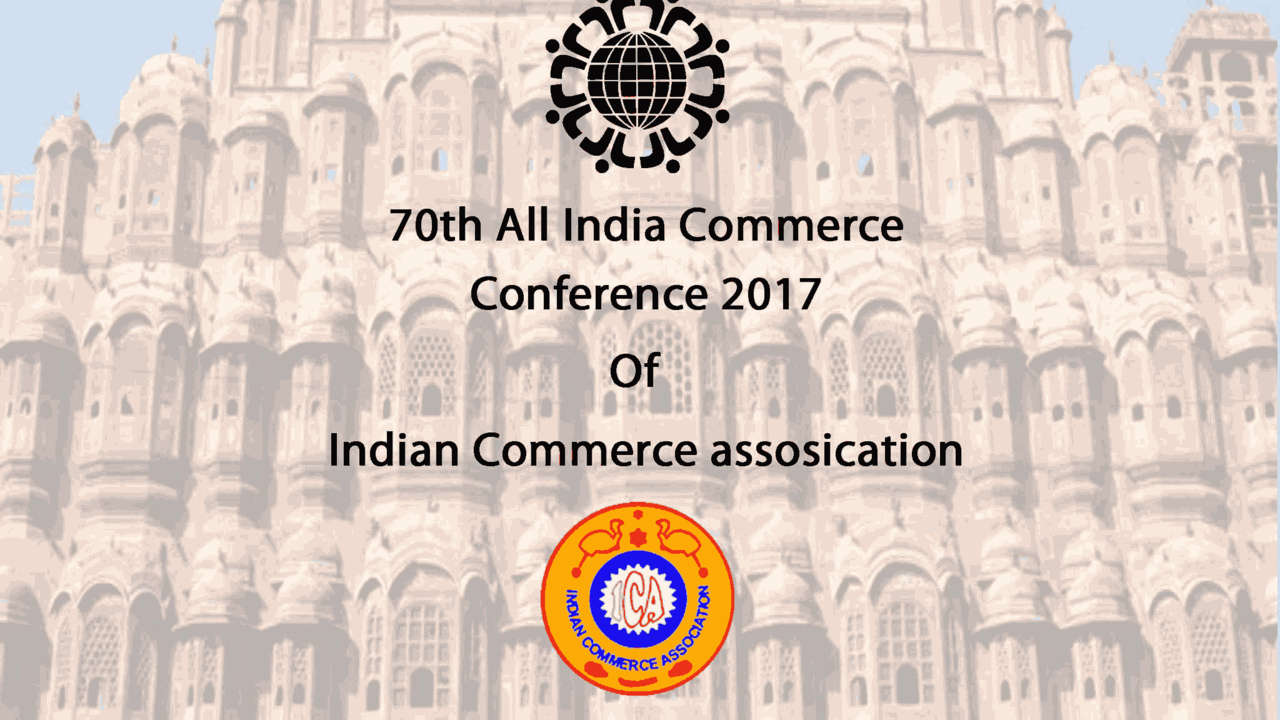 70th All India Commerce
Conference 2017
Of
Indian Commerce assosication
ICA
INDIAN COMMERCE ASSOCIATION